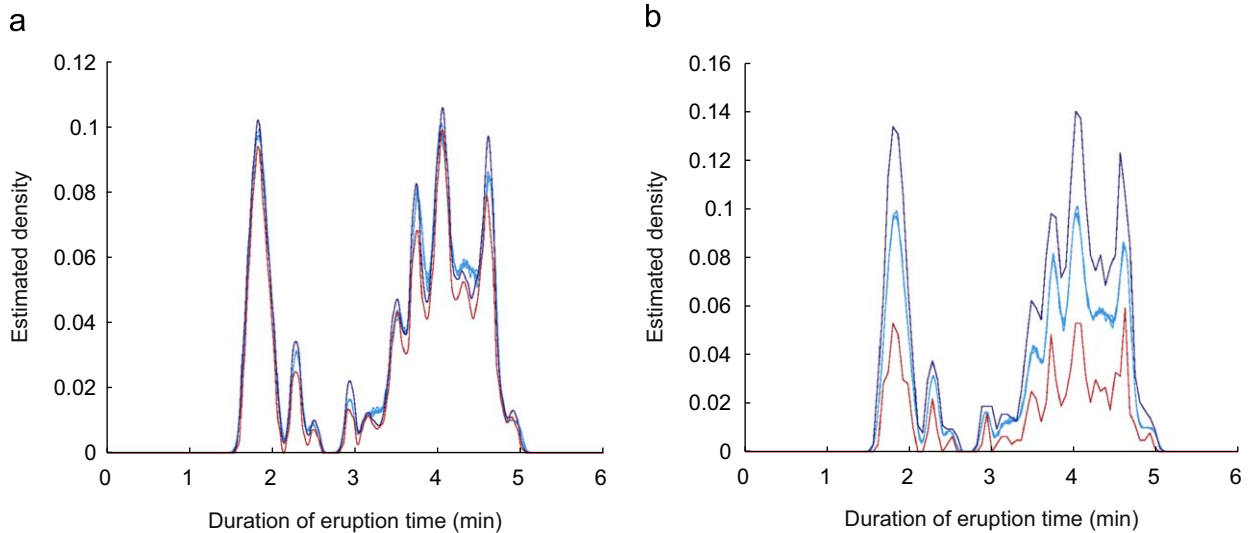 a
0.12
0.1
0.08
0.06
0.04
0.02
0
Estimated density
0 1 2 3 4 5 6
Duration of eruption time (min)
b
0.16
0.14
0.12
0.1
0.08
0.06
0.04
0.02
0
Estimated density
0 1 2 3 4 5 6
Duration of eruption time (min)